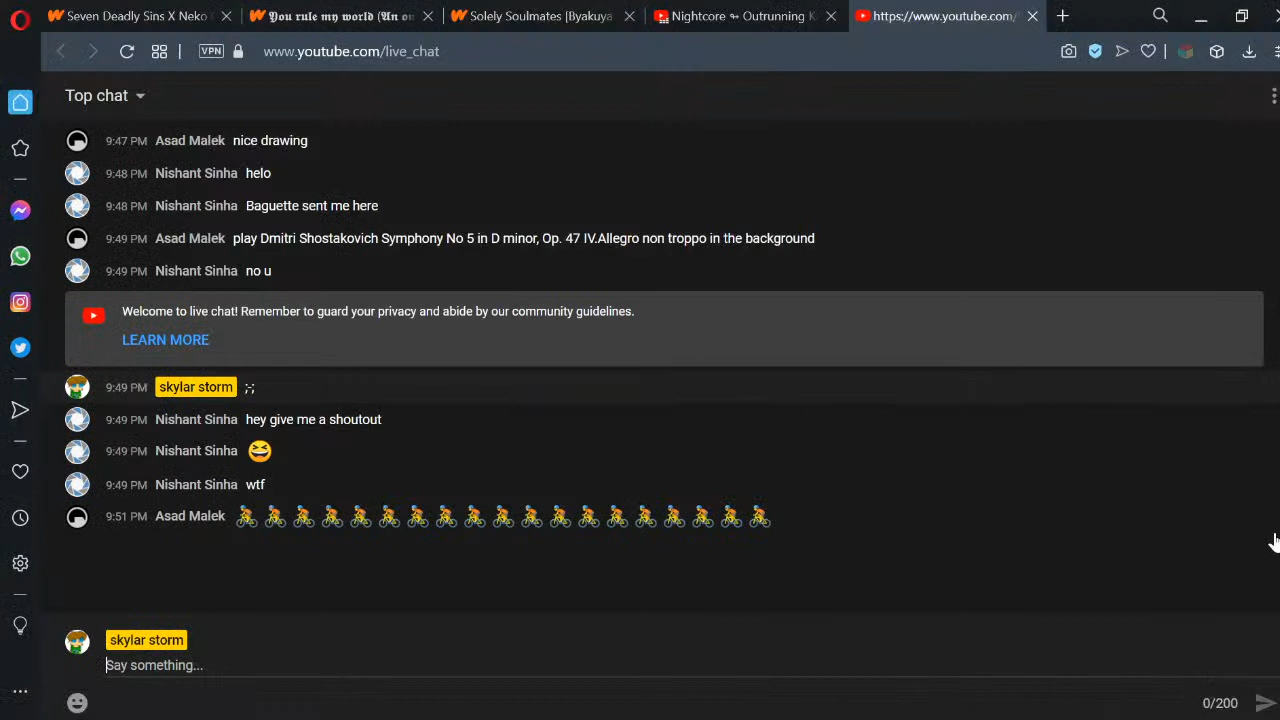 Seven Deadly Sins X Neko
𝖄𝖔𝖚 𝖗𝖚𝖑𝖊 𝖒𝖞 𝖜𝖔𝖗𝖑𝖉 (𝖀𝖓 𝖔𝖓
Solely Soulmates [Byakuya
Nightcore ↬ Outrunning K
https://www.youtube.com/
VPN
www.youtube.com/live_chat
Top chat
9:47 PM Asad Malek nice drawing
9:48 PM Nishant Sinha helo
9:48 PM Nishant Sinha Baguette sent me here
9:49 PM Asad Malek play Dmitri Shostakovich Symphony No 5 in D minor, Op. 47 IV.Allegro non troppo in the background
9:49 PM Nishant Sinha no u
Welcome to live chat! Remember to guard your privacy and abide by our community guidelines.
LEARN MORE
9:49 PM skylar storm ;-;
9:49 PM Nishant Sinha hey give me a shoutout
9:49 PM Nishant Sinha 😆
9:49 PM Nishant Sinha wtf
9:51 PM Asad Malek 🚴🚴🚴🚴🚴🚴🚴🚴🚴🚴🚴🚴🚴🚴🚴🚴🚴🚴🚴
skylar storm
Say something...
0/200